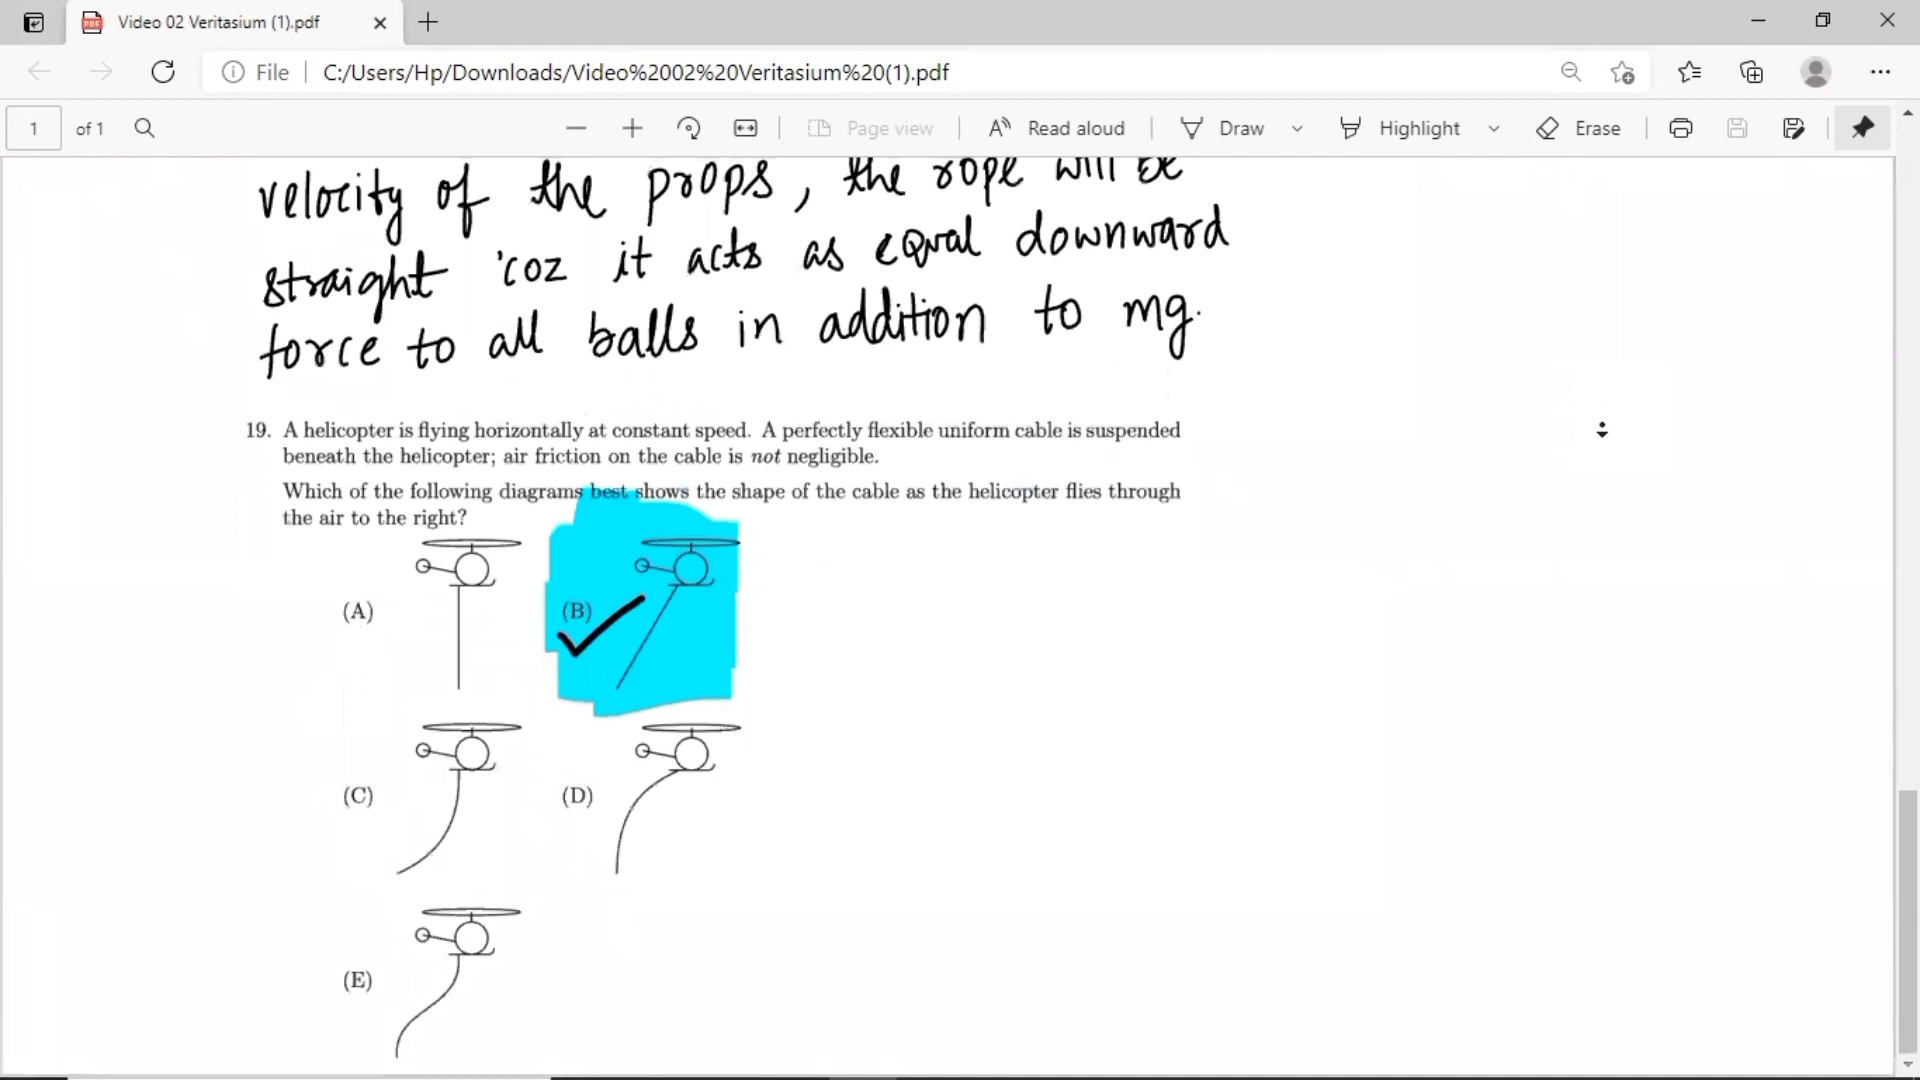 Video 02 Veritasium (1).pdf
File
C:/Users/Hp/Downloads/Video%2002%20Veritasium%20(1).pdf
1 of 1
Page view
Read aloud
Draw
Highlight
Erase
velocity of the props, the rope will be
straight 'coz it acts as equal downward
force to all balls in addition to mg.
19. A helicopter is flying horizontally at constant speed. A perfectly flexible uniform cable is suspended
beneath the helicopter; air friction on the cable is not negligible.
Which of the following diagrams best shows the shape of the cable as the helicopter flies through
the air to the right?
(A)
(B)
(C)
(D)
(E)